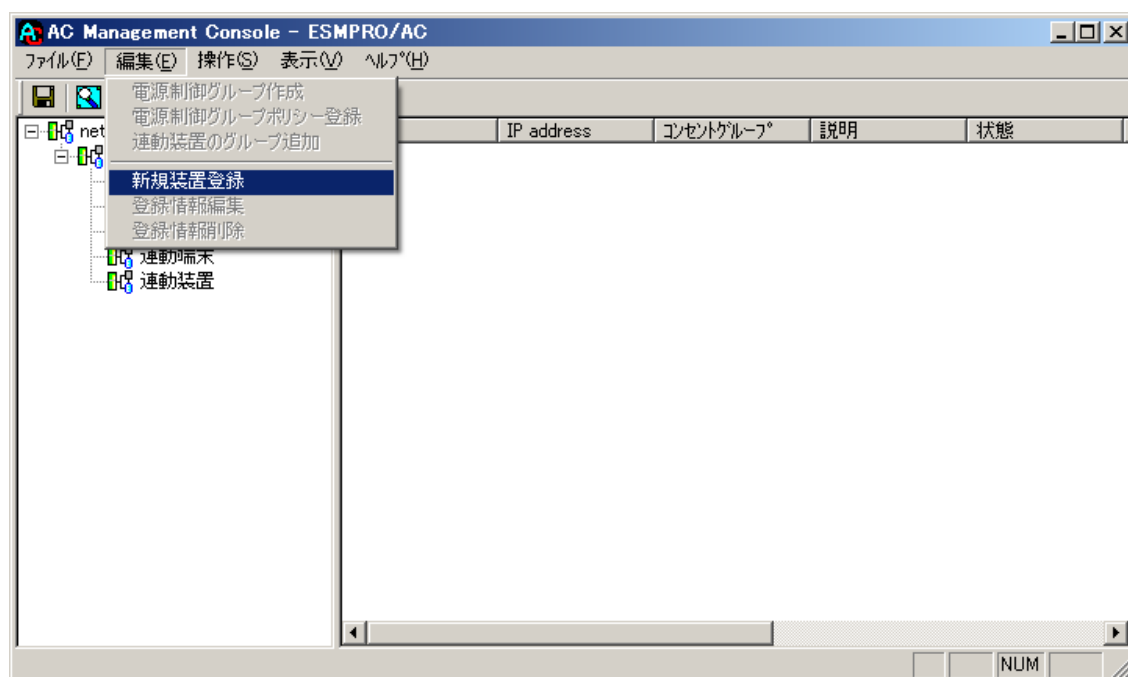 AC Management Console - ESMPRO/AC
ﾌｧｲﾙ(F) 編集(E) 操作(S) 表示(V) ﾍﾙﾌﾟ(H)
電源制御グループ作成
電源制御グループポリシー登録
連動装置のグループ追加
新規装置登録
登録情報編集
登録情報削除
net
連動端末
連動装置
IP address ｺﾝｾﾝﾄｸﾞﾙｰﾌﾟ 説明 状態
NUM